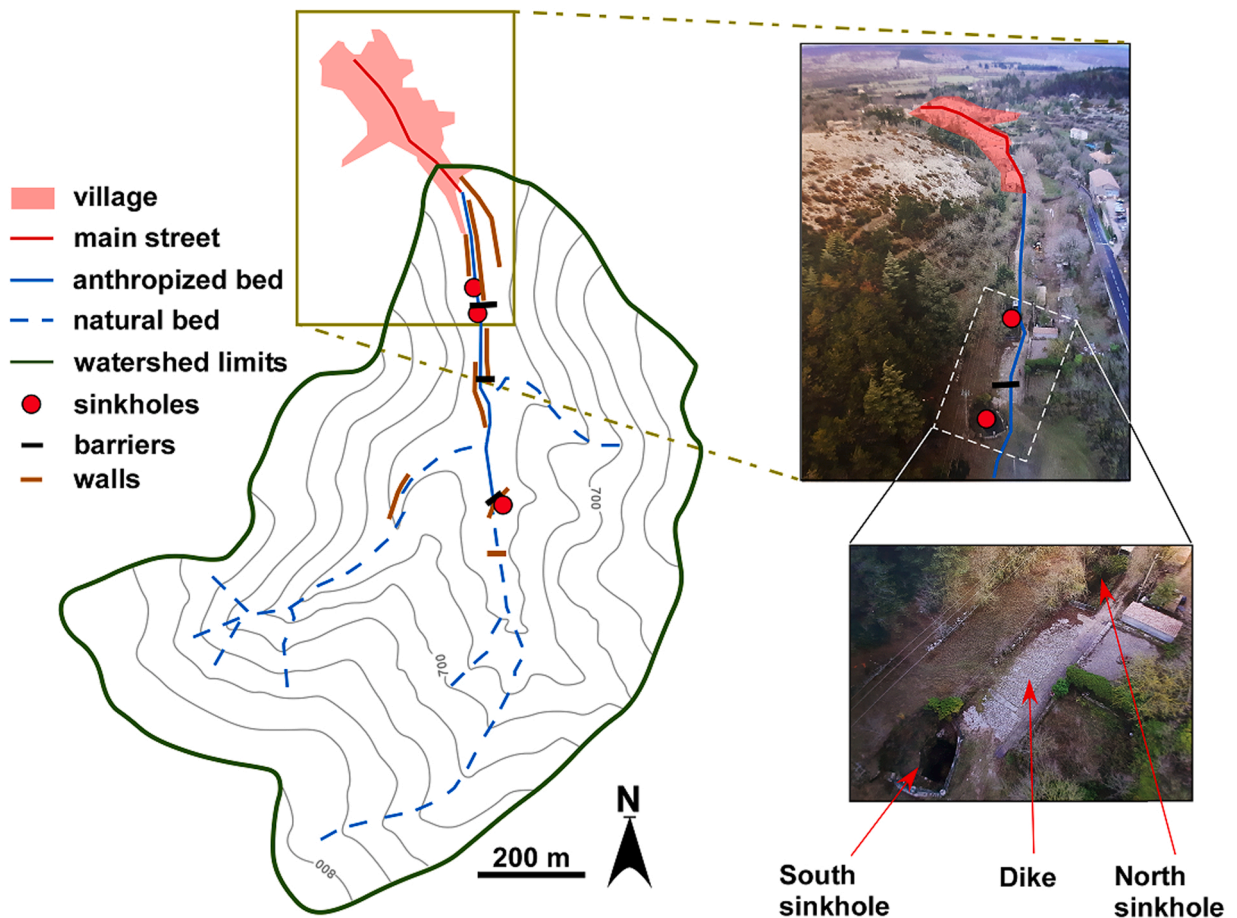 village
main street
anthropized bed
natural bed
watershed limits
sinkholes
barriers
walls
700
700
800
200 m
N
South
sinkhole
Dike
North
sinkhole